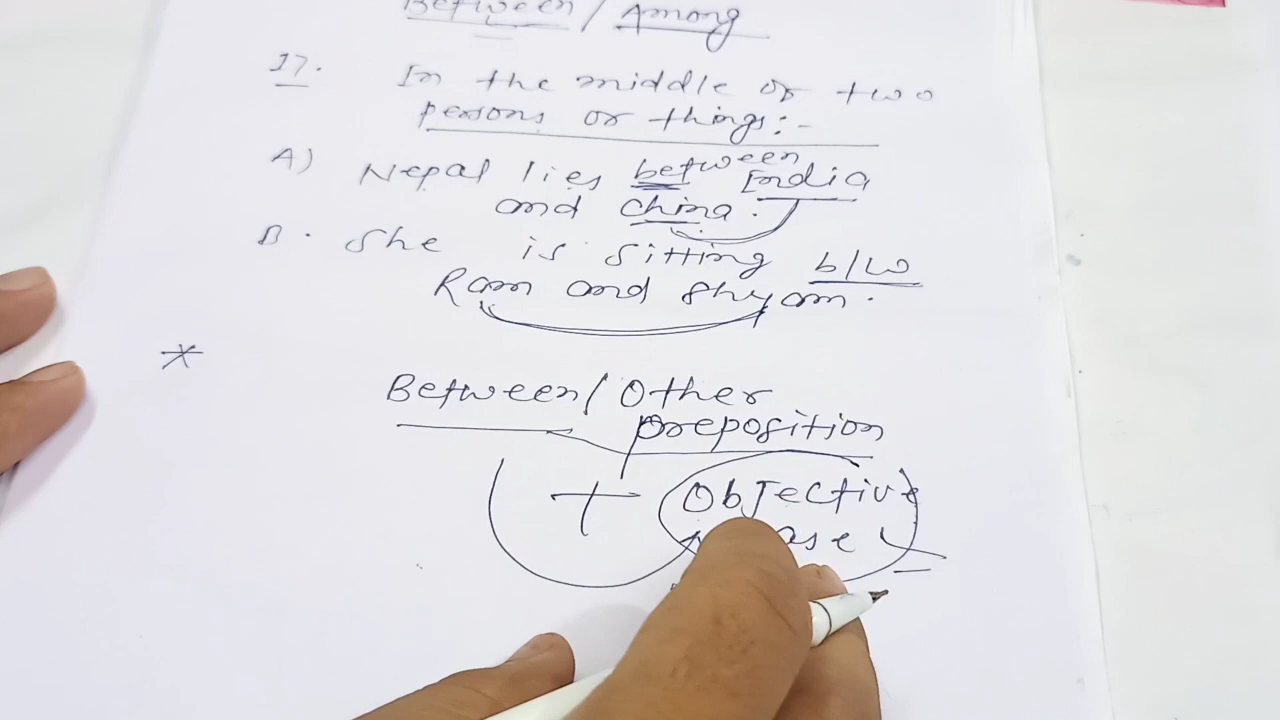 Between / Among
17. In the middle of two
persons or things:-
A) Nepal lies between India
and china.
B. She is sitting b/w
Ram and Shyam.
*
Between / Other
preposition
+ Objective